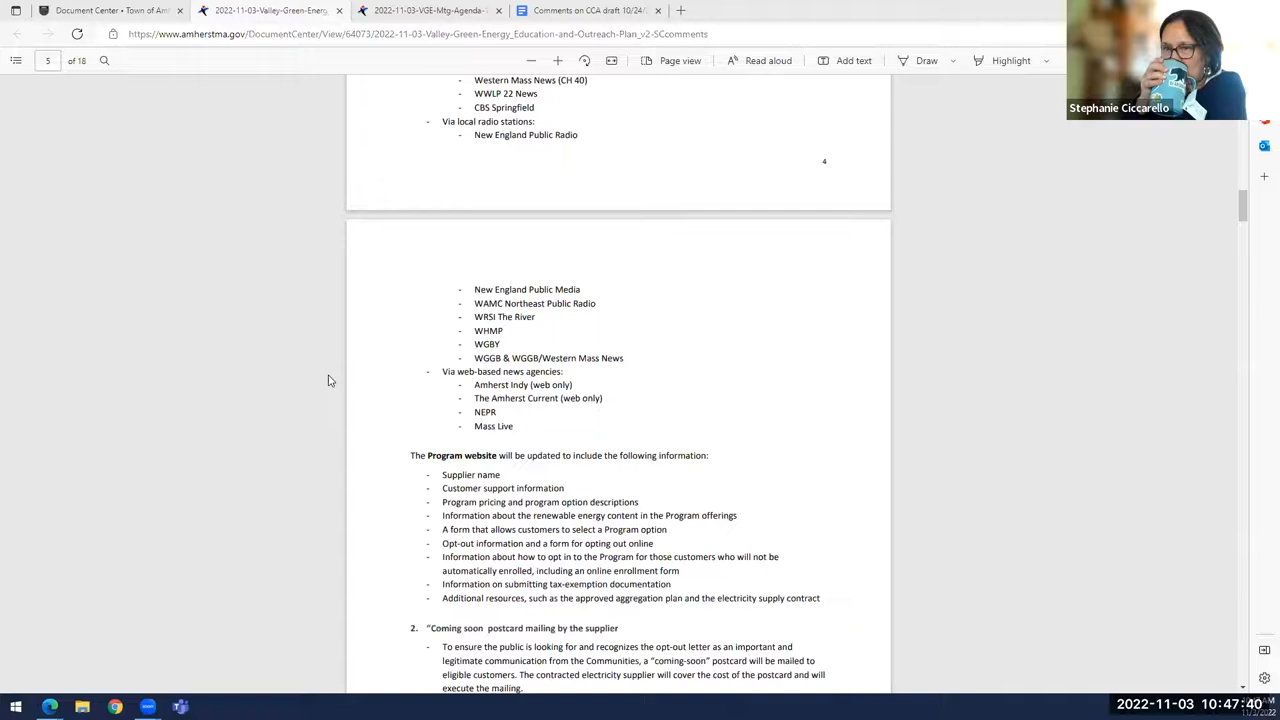 Document Center • Town of Am
2022-11-03-Valley-Green-Energ
2022-11-03-VGE-Mtg-Agenda-
Comments on CCA draft 10/24/
https://www.amherstma.gov/DocumentCenter/View/64073/2022-11-03-Valley-Green-Energy_Education-and-Outreach-Plan_v2-SCcomments
5 of 18
Page view
Read aloud
Add text
Draw
Highlight
Stephanie Ciccarello
- Western Mass News (CH 40)
- WWLP 22 News
- CBS Springfield
- Via local radio stations:
- New England Public Radio
4
- New England Public Media
- WAMC Northeast Public Radio
- WRSI The River
- WHMP
- WGBY
- WGGB & WGGB/Western Mass News
- Via web-based news agencies:
- Amherst Indy (web only)
- The Amherst Current (web only)
- NEPR
- Mass Live
The Program website will be updated to include the following information:
- Supplier name
- Customer support information
- Program pricing and program option descriptions
- Information about the renewable energy content in the Program offerings
- A form that allows customers to select a Program option
- Opt-out information and a form for opting out online
- Information about how to opt in to the Program for those customers who will not be
automatically enrolled, including an online enrollment form
- Information on submitting tax-exemption documentation
- Additional resources, such as the approved aggregation plan and the electricity supply contract
2. "Coming soon postcard mailing by the supplier
- To ensure the public is looking for and recognizes the opt-out letter as an important and
legitimate communication from the Communities, a "coming-soon" postcard will be mailed to
eligible customers. The contracted electricity supplier will cover the cost of the postcard and will
execute the mailing.
2022-11-03 10:47:40
11/3/2022